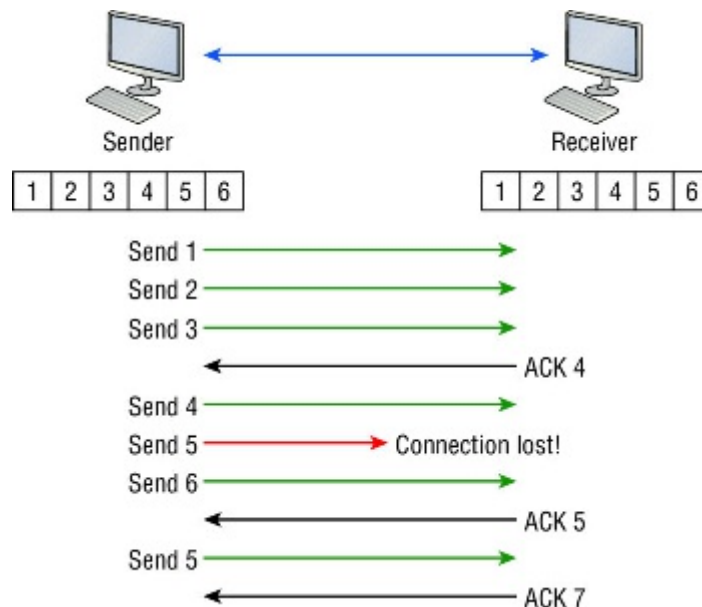 Sender Receiver
1 2 3 4 5 6 1 2 3 4 5 6
Send 1
Send 2
Send 3
ACK 4
Send 4
Send 5 Connection lost!
Send 6
ACK 5
Send 5
ACK 7